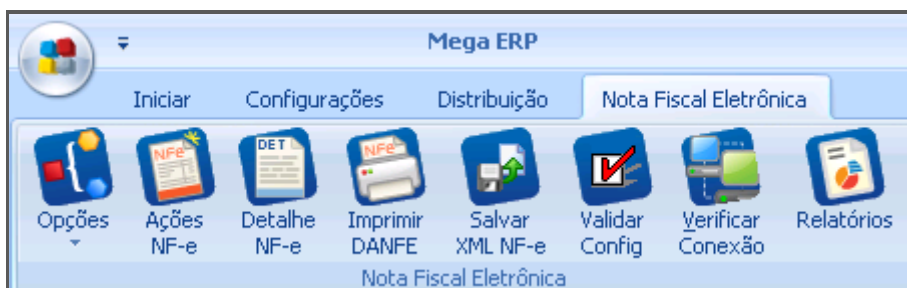 Mega ERP
Iniciar Configurações Distribuição Nota Fiscal Eletrônica
NFe DET NFe
Opções Ações Detalhe Imprimir Salvar Validar Verificar Relatórios
NF-e NF-e DANFE XML NF-e Config Conexão
Nota Fiscal Eletrônica